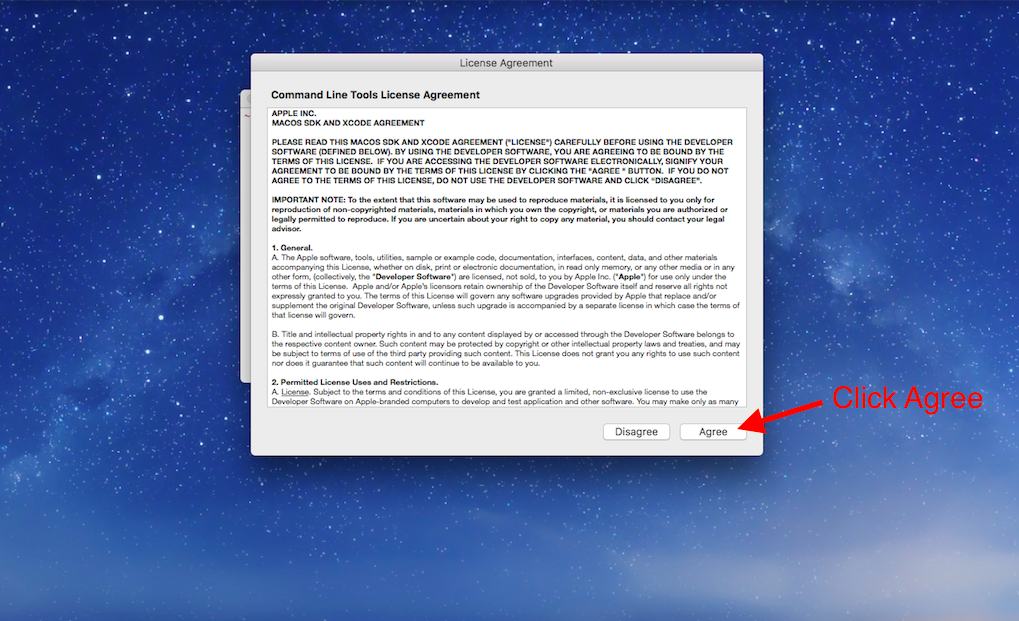 License Agreement
Command Line Tools License Agreement
APPLE INC.
MACOS SDK AND XCODE AGREEMENT
PLEASE READ THIS MACOS SDK AND XCODE AGREEMENT ("LICENSE") CAREFULLY BEFORE USING THE DEVELOPER
SOFTWARE (DEFINED BELOW). BY USING THE DEVELOPER SOFTWARE, YOU ARE AGREEING TO BE BOUND BY THE
TERMS OF THIS LICENSE. IF YOU ARE ACCESSING THE DEVELOPER SOFTWARE ELECTRONICALLY, SIGNIFY YOUR
AGREEMENT TO BE BOUND BY THE TERMS OF THIS LICENSE BY CLICKING THE "AGREE " BUTTON. IF YOU DO NOT
AGREE TO THE TERMS OF THIS LICENSE, DO NOT USE THE DEVELOPER SOFTWARE AND CLICK "DISAGREE".
IMPORTANT NOTE: To the extent that this software may be used to reproduce materials, it is licensed to you only for
reproduction of non-copyrighted materials, materials in which you own the copyright, or materials you are authorized or
legally permitted to reproduce. If you are uncertain about your right to copy any material, you should contact your legal
advisor.
1. General.
A. The Apple software, tools, utilities, sample or example code, documentation, interfaces, content, data, and other materials
accompanying this License, whether on disk, print or electronic documentation, in read only memory, or any other media or in any
other form, (collectively, the "Developer Software") are licensed, not sold, to you by Apple Inc. ("Apple") for use only under the
terms of this License. Apple and/or Apple's licensors retain ownership of the Developer Software itself and reserve all rights not
expressly granted to you. The terms of this License will govern any software upgrades provided by Apple that replace and/or
supplement the original Developer Software, unless such upgrade is accompanied by a separate license in which case the terms of
that license will govern.
B. Title and intellectual property rights in and to any content displayed by or accessed through the Developer Software belongs to
the respective content owner. Such content may be protected by copyright or other intellectual property laws and treaties, and may
be subject to terms of use of the third party providing such content. This License does not grant you any rights to use such content
nor does it guarantee that such content will continue to be available to you.
2. Permitted License Uses and Restrictions.
A. License. Subject to the terms and conditions of this License, you are granted a limited, non-exclusive license to use the
Developer Software on Apple-branded computers to develop and test application and other software. You may make only as many
Click Agree
Disagree
Agree